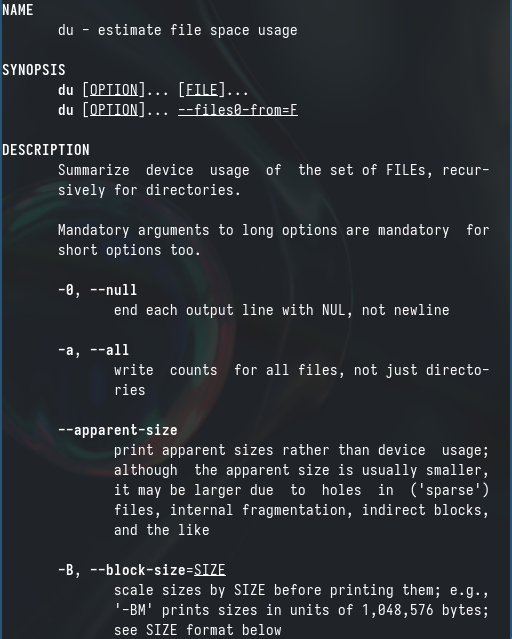 NAME
du - estimate file space usage
SYNOPSIS
du [OPTION]... [FILE]...
du [OPTION]... --files0-from=F
DESCRIPTION
Summarize  device  usage  of  the set of FILEs, recur-
sively for directories.
Mandatory arguments to long options are mandatory  for
short options too.
-0, --null
end each output line with NUL, not newline
-a, --all
write  counts  for all files, not just directo-
ries
--apparent-size
print apparent sizes rather than device  usage;
although  the apparent size is usually smaller,
it may be larger due  to  holes  in  ('sparse')
files, internal fragmentation, indirect blocks,
and the like
-B, --block-size=SIZE
scale sizes by SIZE before printing them; e.g.,
'-BM' prints sizes in units of 1,048,576 bytes;
see SIZE format below